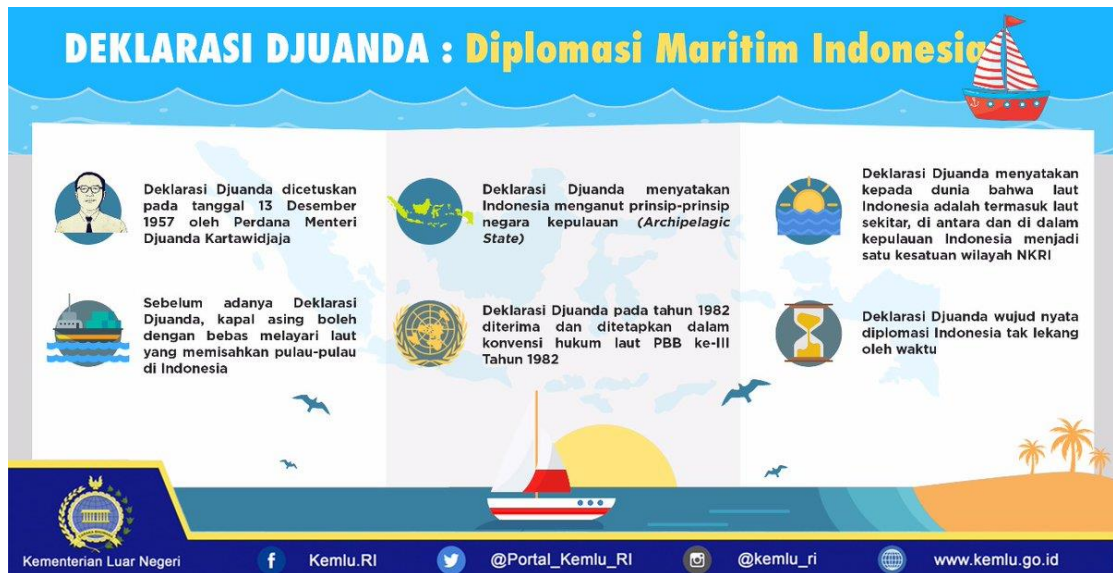 DEKLARASI DJUANDA : Diplomasi Maritim Indonesia
Deklarasi Djuanda dicetuskan
pada tanggal 13 Desember
1957 oleh Perdana Menteri
Djuanda Kartawidjaja
Sebelum adanya Deklarasi
Djuanda, kapal asing boleh
dengan bebas melayari laut
yang memisahkan pulau-pulau
di Indonesia
Deklarasi Djuanda menyatakan
Indonesia menganut prinsip-prinsip
negara kepulauan (Archipelagic
State)
Deklarasi Djuanda pada tahun 1982
diterima dan ditetapkan dalam
konvensi hukum laut PBB ke-III
Tahun 1982
Deklarasi Djuanda menyatakan
kepada dunia bahwa laut
Indonesia adalah termasuk laut
sekitar, di antara dan di dalam
kepulauan Indonesia menjadi
satu kesatuan wilayah NKRI
Deklarasi Djuanda wujud nyata
diplomasi Indonesia tak lekang
oleh waktu
Kementerian Luar Negeri
Kemlu.RI
@Portal_Kemlu_RI
@kemlu_ri
www.kemlu.go.id